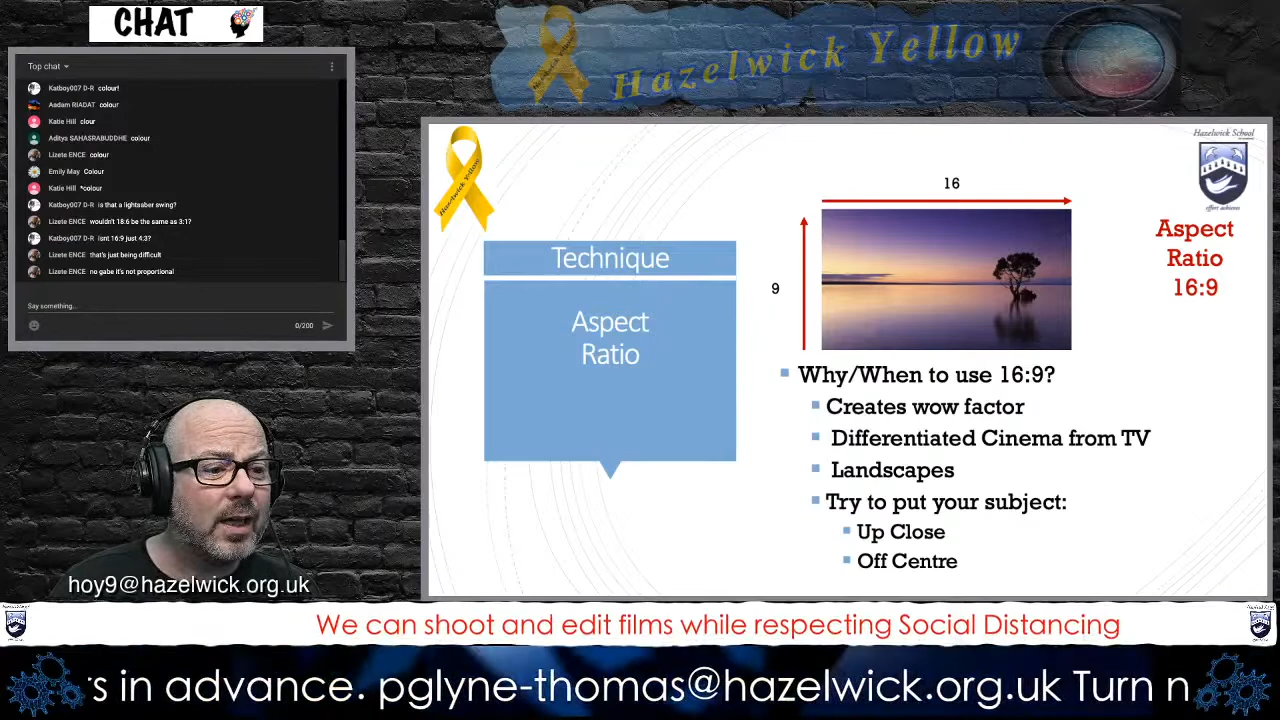 CHAT
Hazelwick Yellow
Top chat
Katboy007 D-R colour!
Aadam RIADAT colour
Katie Hill clour
Aditya SAHASRABUDDHE colour
Lizete ENCE colour
Emily May Colour
Katie Hill *colour
Katboy007 D-R is that a lightsaber swing?
Lizete ENCE wouldn't 18:6 be the same as 3:1?
Katboy007 D-R Isnt 16:9 just 4:3?
Lizete ENCE that's just being difficult
Lizete ENCE no gabe it's not proportional
Say something...
0/200
Hazelwick Yellow
Hazelwick School
Technique
Aspect
Ratio
16
9
Aspect
Ratio
16:9
Why/When to use 16:9?
Creates wow factor
Differentiated Cinema from TV
Landscapes
Try to put your subject:
Up Close
Off Centre
hoy9@hazelwick.org.uk
We can shoot and edit films while respecting Social Distancing
s in advance. pglyne-thomas@hazelwick.org.uk Turn n